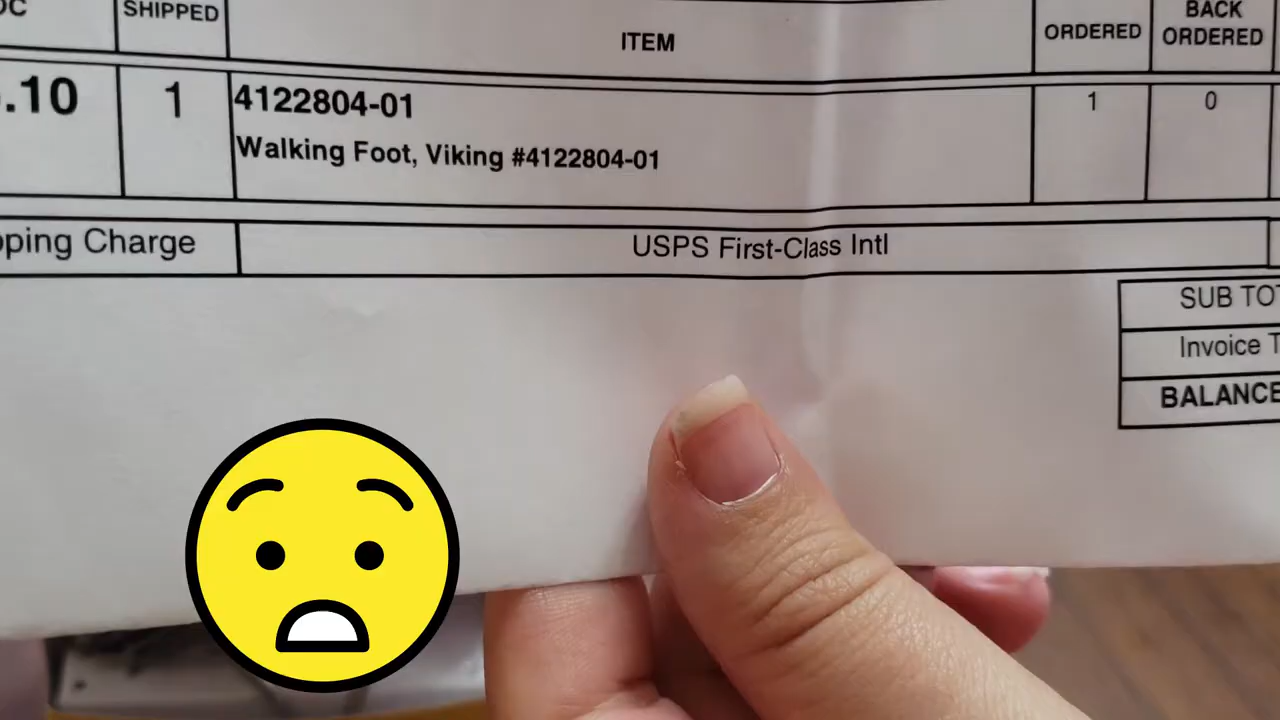 SHIPPED
ITEM
ORDERED
BACK
ORDERED
.10
1
4122804-01
1
0
Walking Foot, Viking #4122804-01
Charge
USPS First-Class Intl
SUB
Invoice
BALANCE